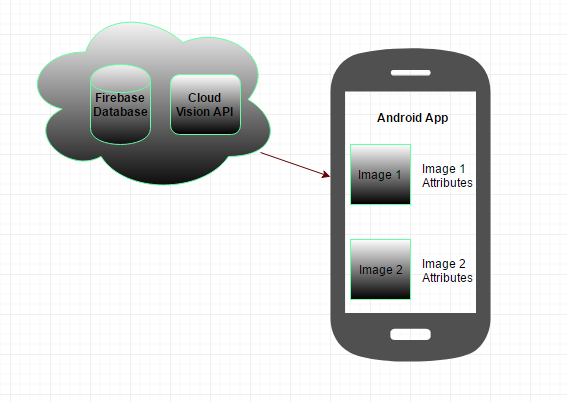 Firebase
Database
Cloud
Vision API
Android App
Image 1
Image 1
Attributes
Image 2
Image 2
Attributes